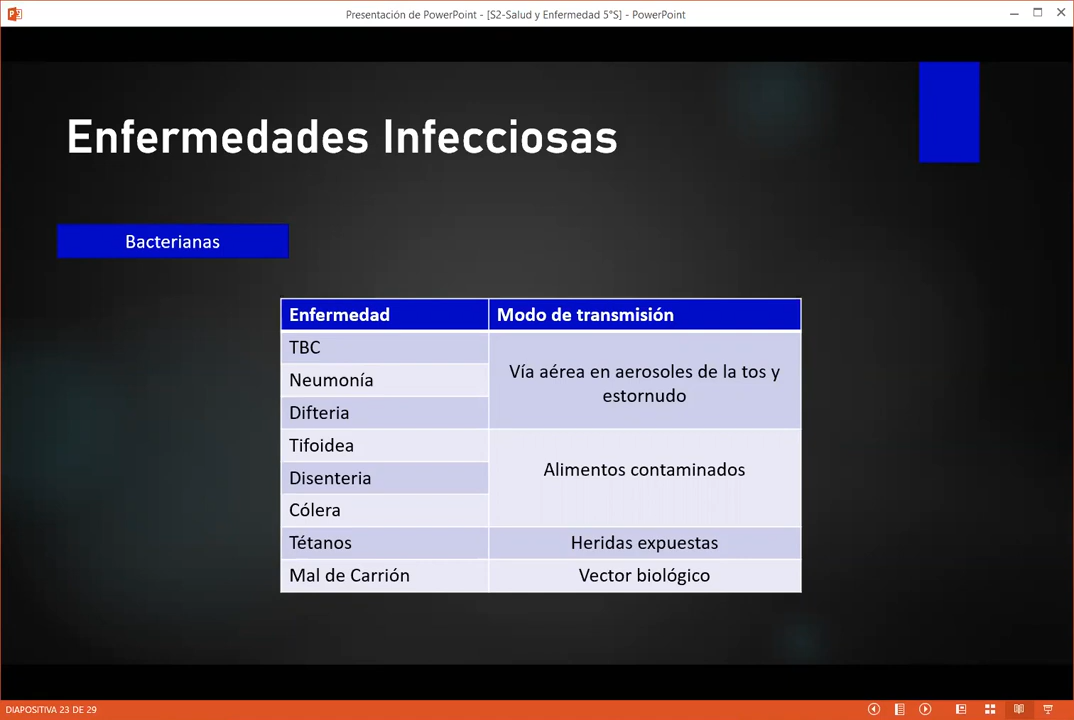 Presentación de PowerPoint - [S2-Salud y Enfermedad 5°S] - PowerPoint
Enfermedades Infecciosas
Bacterianas
Enfermedad
Modo de transmisión
TBC
Neumonía
Difteria
Vía aérea en aerosoles de la tos y
estornudo
Tifoidea
Disenteria
Cólera
Alimentos contaminados
Tétanos
Heridas expuestas
Mal de Carrión
Vector biológico
DIAPOSITIVA 23 DE 29